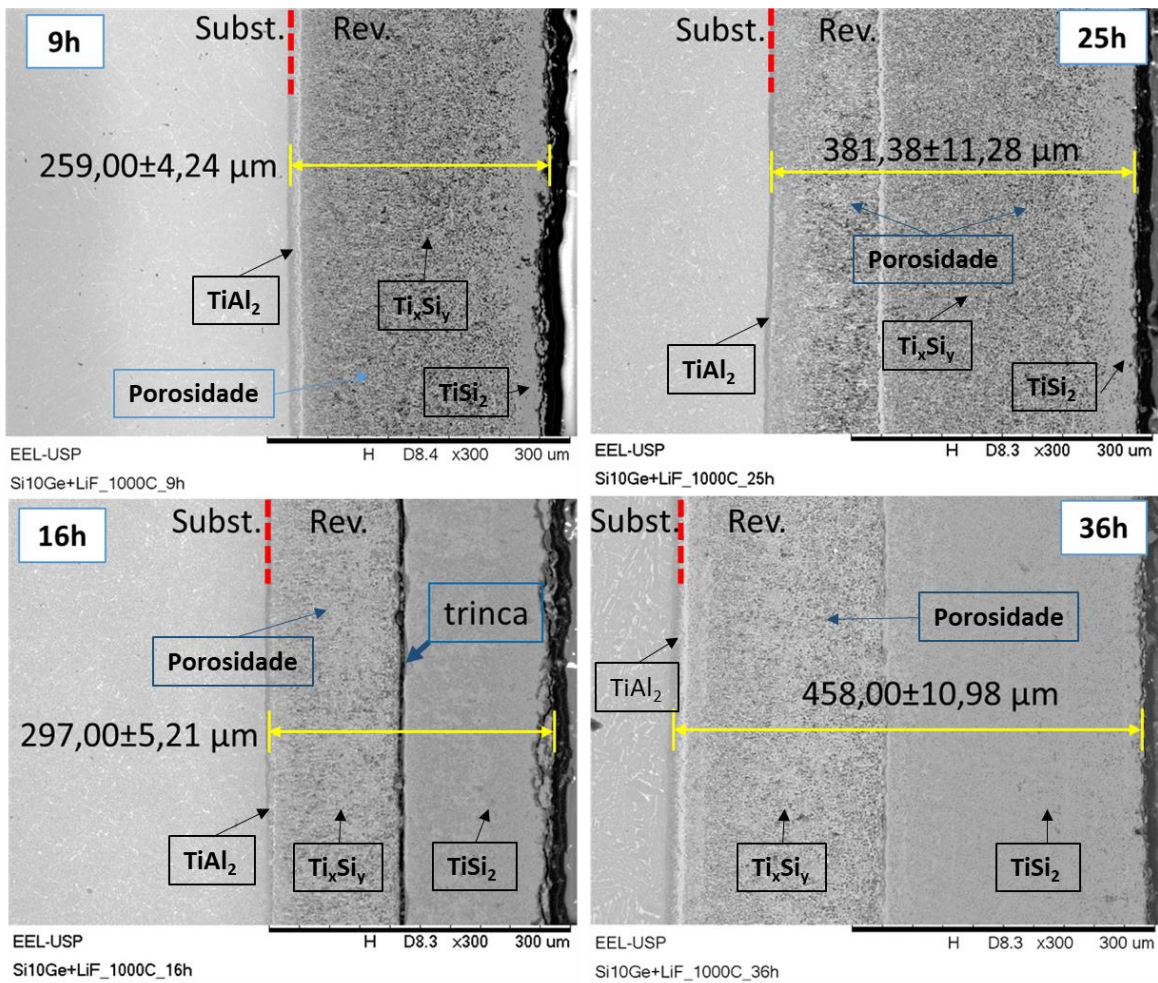 9h
Subst.
Rev.
259,00±4,24 µm
TiAl₂
TiₓSiᵧ
Porosidade
TiSi₂
EEL-USP
H D8.4 x300 300 um
Si10Ge+LiF_1000C_9h
Subst.
Rev.
25h
381,38±11,28 µm
Porosidade
TiₓSiᵧ
TiAl₂
TiSi₂
EEL-USP
H D8.3 x300 300 um
Si10Ge+LiF_1000C_25h
16h
Subst.
Rev.
trinca
Porosidade
297,00±5,21 µm
TiAl₂
TiₓSiᵧ
TiSi₂
EEL-USP
H D8.3 x300 300 um
Si10Ge+LiF_1000C_16h
Subst.
Rev.
36h
Porosidade
TiAl₂
458,00±10,98 µm
TiₓSiᵧ
TiSi₂
EEL-USP
H D8.3 x300 300 um
Si10Ge+LiF_1000C_36h